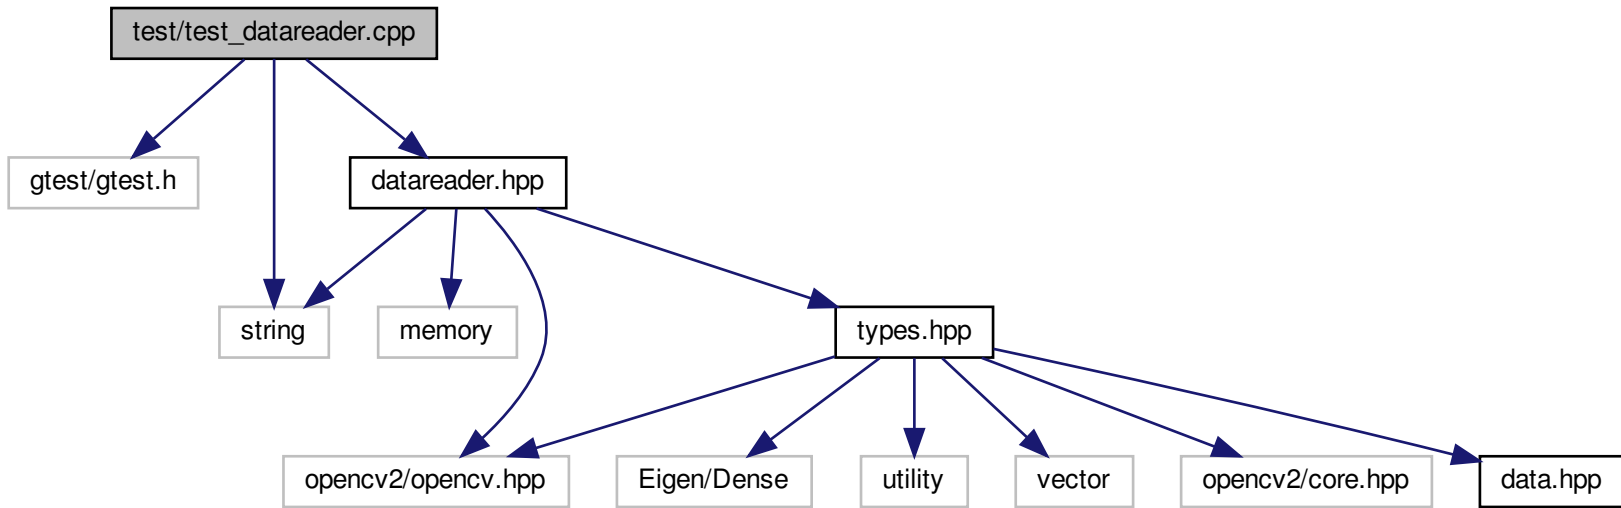 test/test_datareader.cpp
gtest/gtest.h
datareader.hpp
string
memory
types.hpp
opencv2/opencv.hpp
Eigen/Dense
utility
vector
opencv2/core.hpp
data.hpp